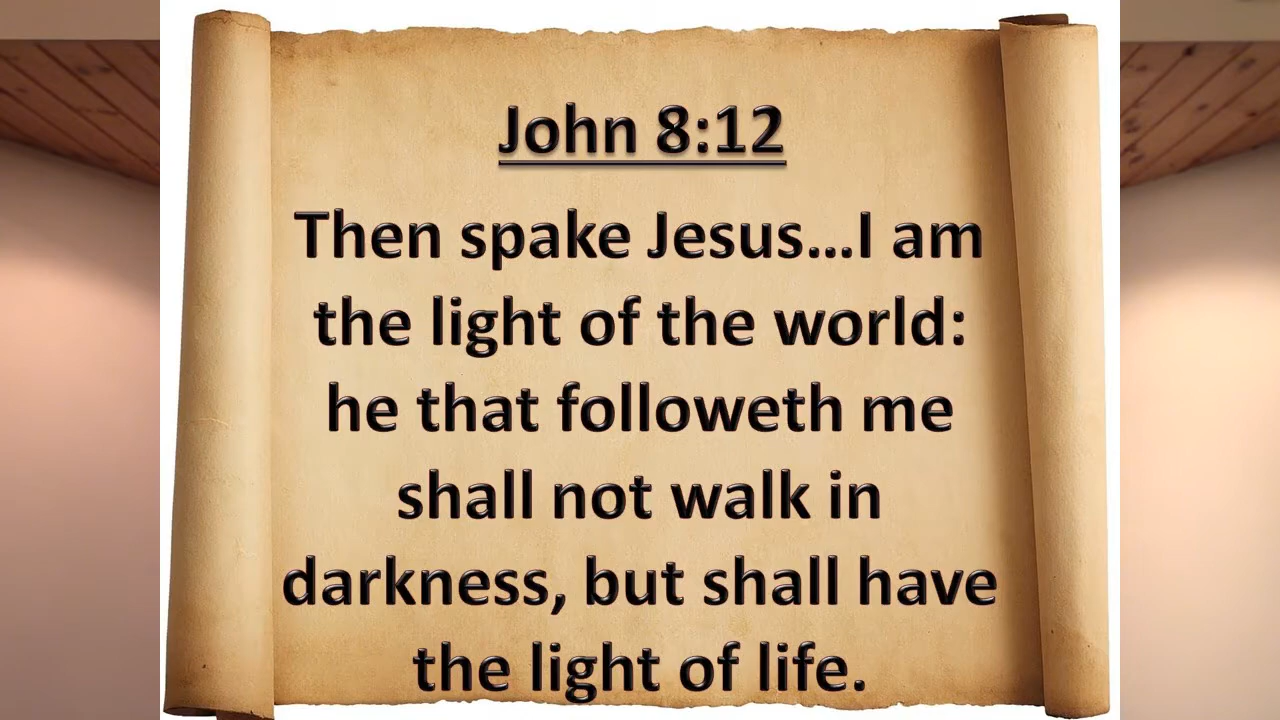 John 8:12
Then spake Jesus...I am
the light of the world:
he that followeth me
shall not walk in
darkness, but shall have
the light of life.